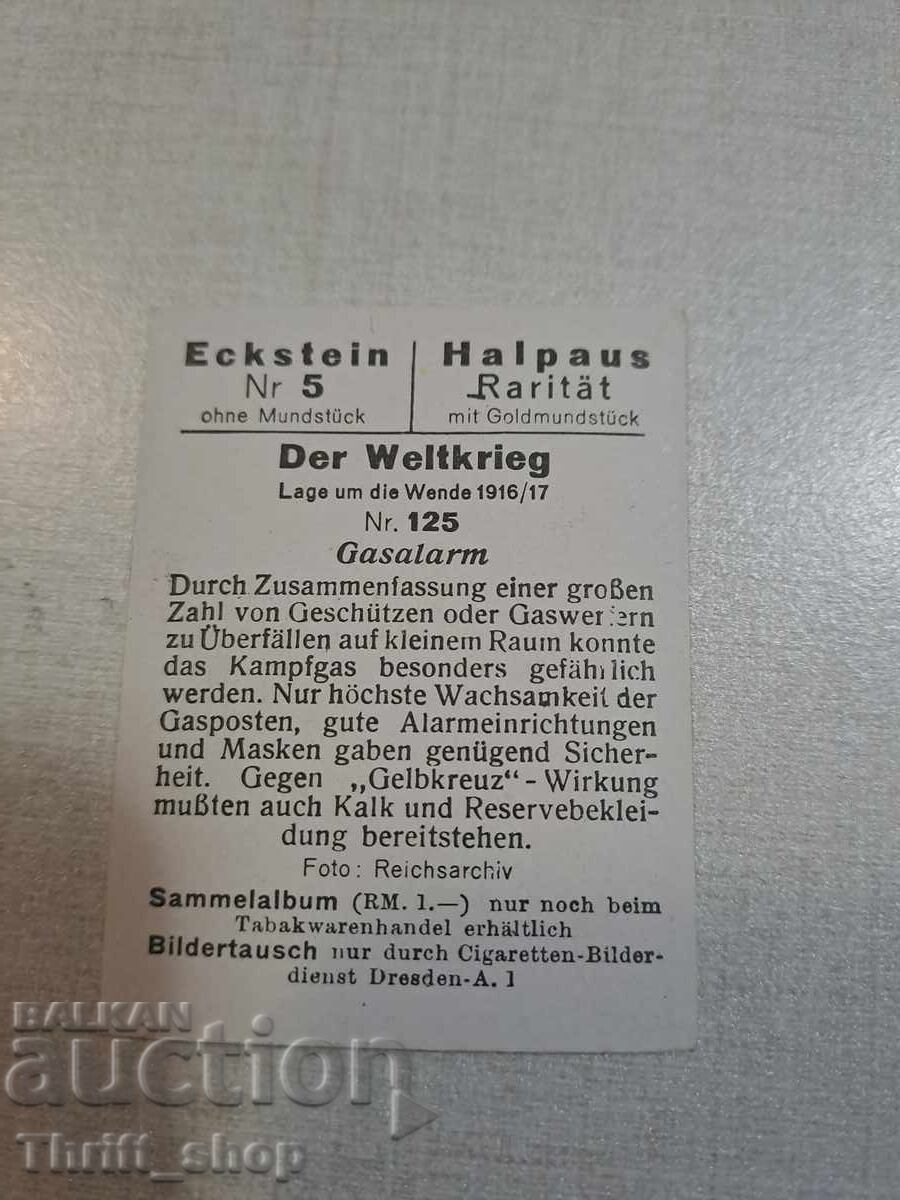 Eckstein Halpaus
Nr 5 Rarität
ohne Mundstück mit Goldmundstück
Der Weltkrieg
Lage um die Wende 1916/17
Nr. 125
Gasalarm
Durch Zusammenfassung einer großen
Zahl von Geschützen oder Gaswerfern
zu Überfällen auf kleinem Raum konnte
das Kampfgas besonders gefährlich
werden. Nur höchste Wachsamkeit der
Gasposten, gute Alarmeinrichtungen
und Masken gaben genügend Sicher-
heit. Gegen „Gelbkreuz“-Wirkung
mußten auch Kalk und Reservebeklei-
dung bereitstehen.
Foto: Reichsarchiv
Sammelalbum (RM. 1.—) nur noch beim
Tabakwarenhandel erhältlich
Bildertausch nur durch Cigaretten-Bilder-
dienst Dresden-A. 1
BALKAN
auction
Thrift_shop